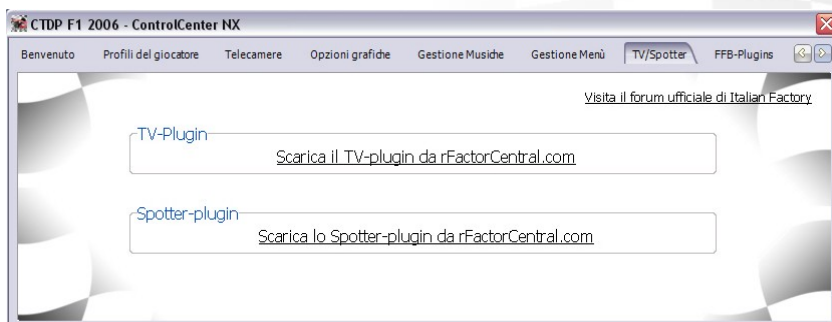 CTDP F1 2006 - ControlCenter NX
Benvenuto Profili del giocatore Telecamere Opzioni grafiche Gestione Musiche Gestione Menù TV/Spotter FFB-Plugins
Visita il forum ufficiale di Italian Factory
TV-Plugin
Scarica il TV-plugin da rFactorCentral.com
Spotter-plugin
Scarica lo Spotter-plugin da rFactorCentral.com